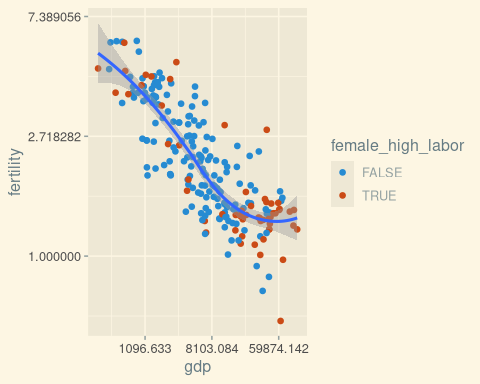 7.389056
2.718282
1.000000
fertility
1096.633 8103.084 59874.142
gdp
female_high_labor
FALSE
TRUE